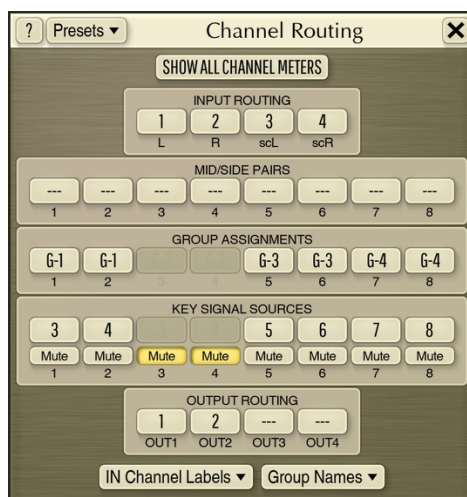 ? Presets ▼ Channel Routing ✕
SHOW ALL CHANNEL METERS
INPUT ROUTING
1 2 3 4
L R scL scR
MID/SIDE PAIRS
--- --- --- --- --- --- --- ---
1 2 3 4 5 6 7 8
GROUP ASSIGNMENTS
G-1 G-1 G-2 G-2 G-3 G-3 G-4 G-4
1 2 3 4 5 6 7 8
KEY SIGNAL SOURCES
3 4 5 6 7 8
Mute Mute Mute Mute Mute Mute Mute Mute
1 2 3 4 5 6 7 8
OUTPUT ROUTING
1 2 --- ---
OUT1 OUT2 OUT3 OUT4
IN Channel Labels ▼ Group Names ▼